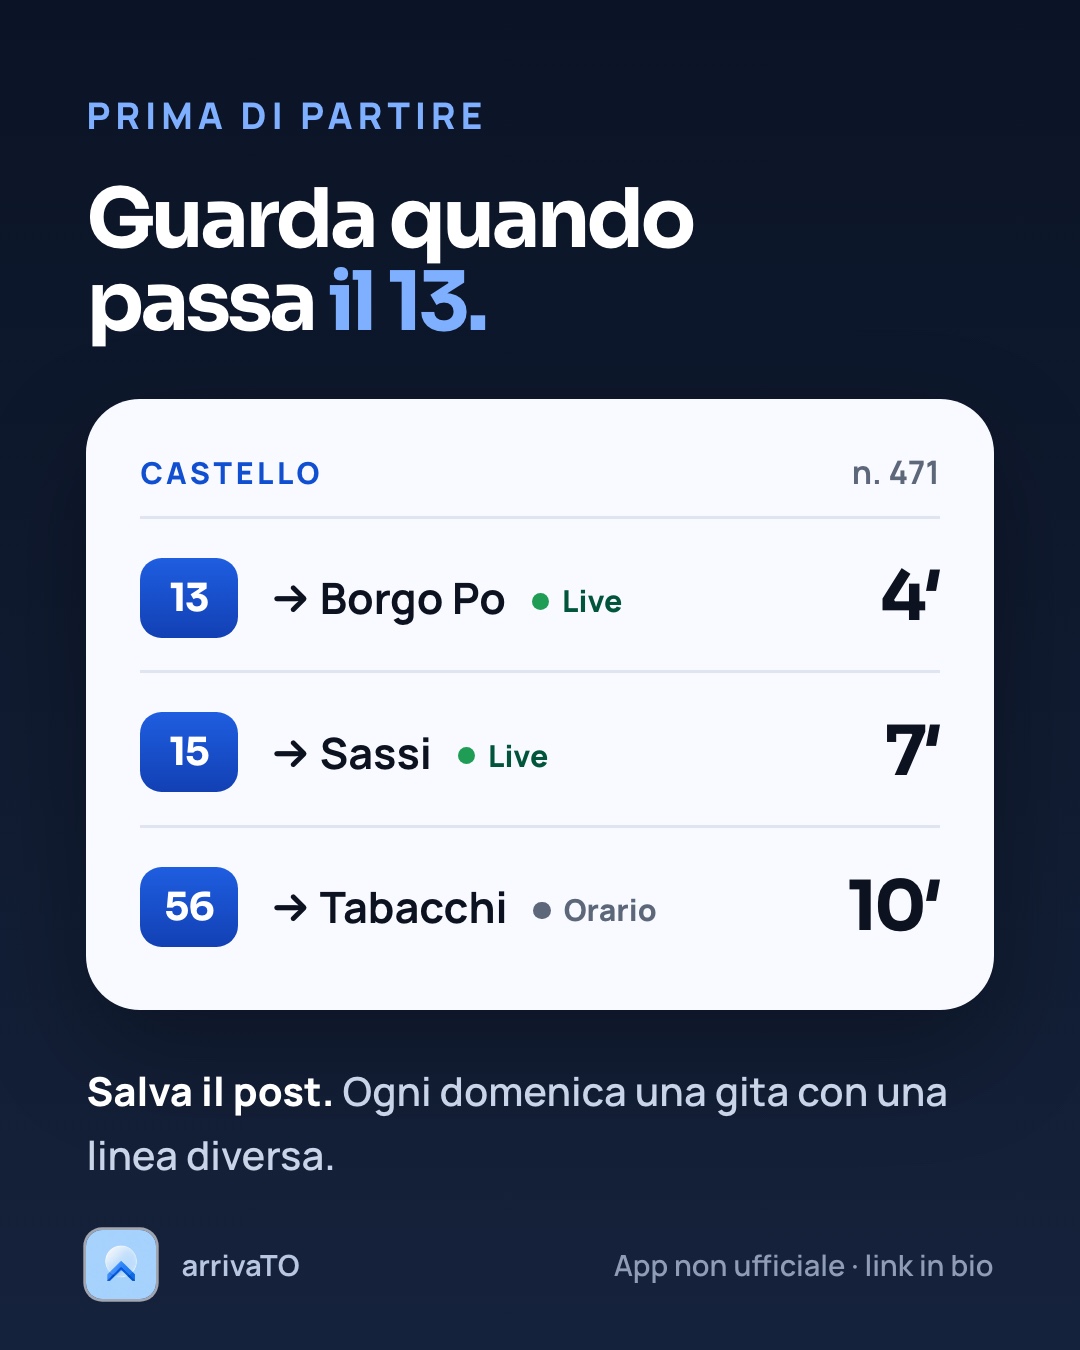 PRIMA DI PARTIRE
Guarda quando
passa il 13.
CASTELLO n. 471
13 → Borgo Po ● Live 4′
15 → Sassi ● Live 7′
56 → Tabacchi ● Orario 10′
Salva il post. Ogni domenica una gita con una
linea diversa.
arrivaTO App non ufficiale · link in bio